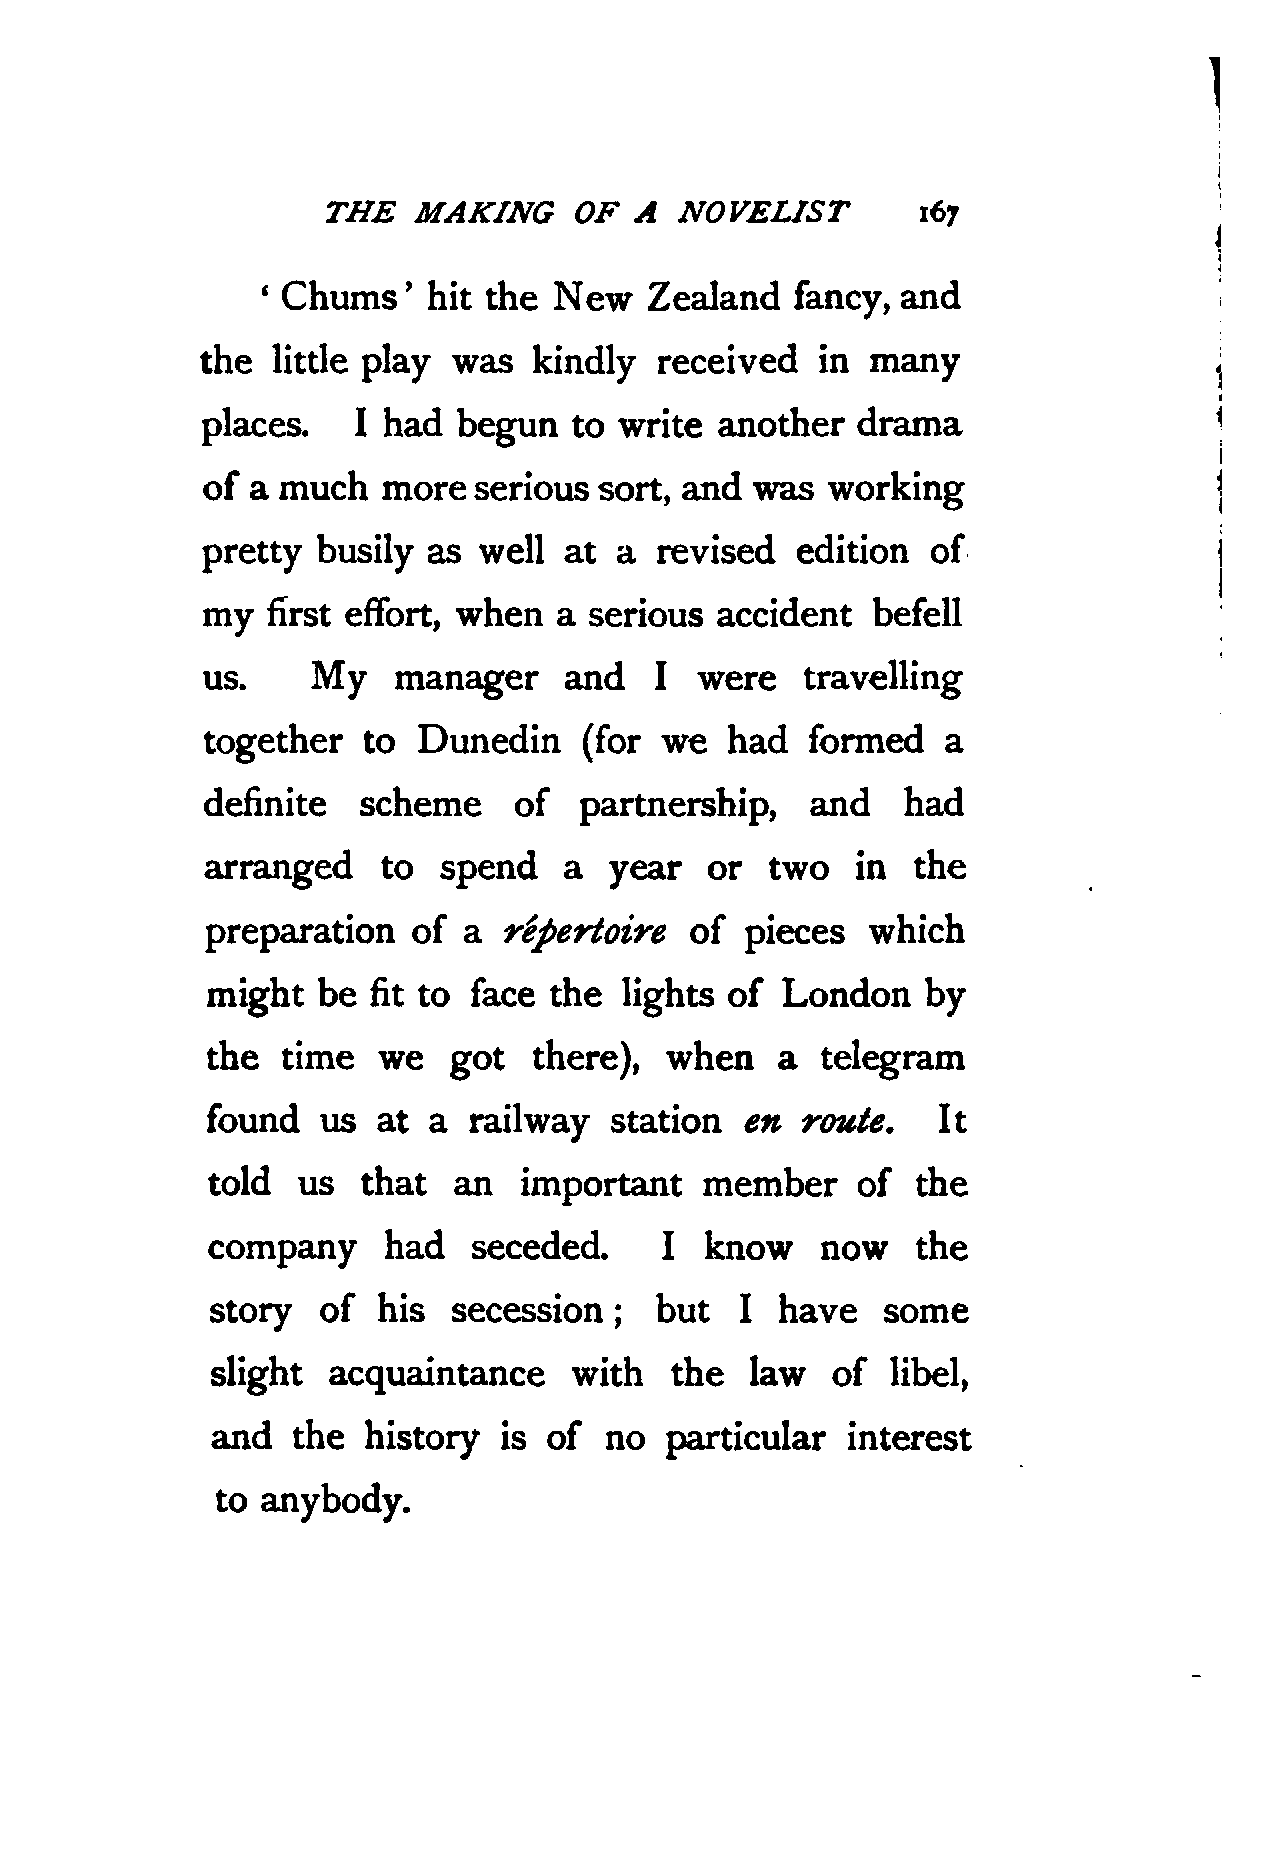 THE MAKING OF A NOVELIST 167
‘ Chums ’ hit the New Zealand fancy, and
the little play was kindly received in many
places. I had begun to write another drama
of a much more serious sort, and was working
pretty busily as well at a revised edition of
my first effort, when a serious accident befell
us. My manager and I were travelling
together to Dunedin (for we had formed a
definite scheme of partnership, and had
arranged to spend a year or two in the
preparation of a répertoire of pieces which
might be fit to face the lights of London by
the time we got there), when a telegram
found us at a railway station en route. It
told us that an important member of the
company had seceded. I know now the
story of his secession ; but I have some
slight acquaintance with the law of libel,
and the history is of no particular interest
to anybody.